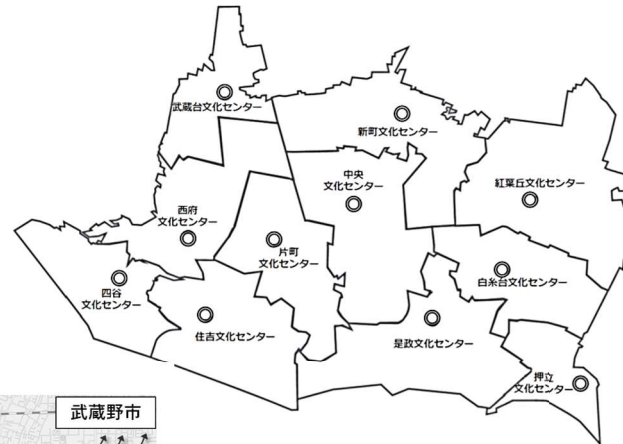 武蔵台文化センター
新町文化センター
中央
文化センター
紅葉丘文化センター
西府
文化センター
片町
文化センター
白糸台文化センター
四谷
文化センター
住吉文化センター
是政文化センター
押立
文化センター
武蔵野市